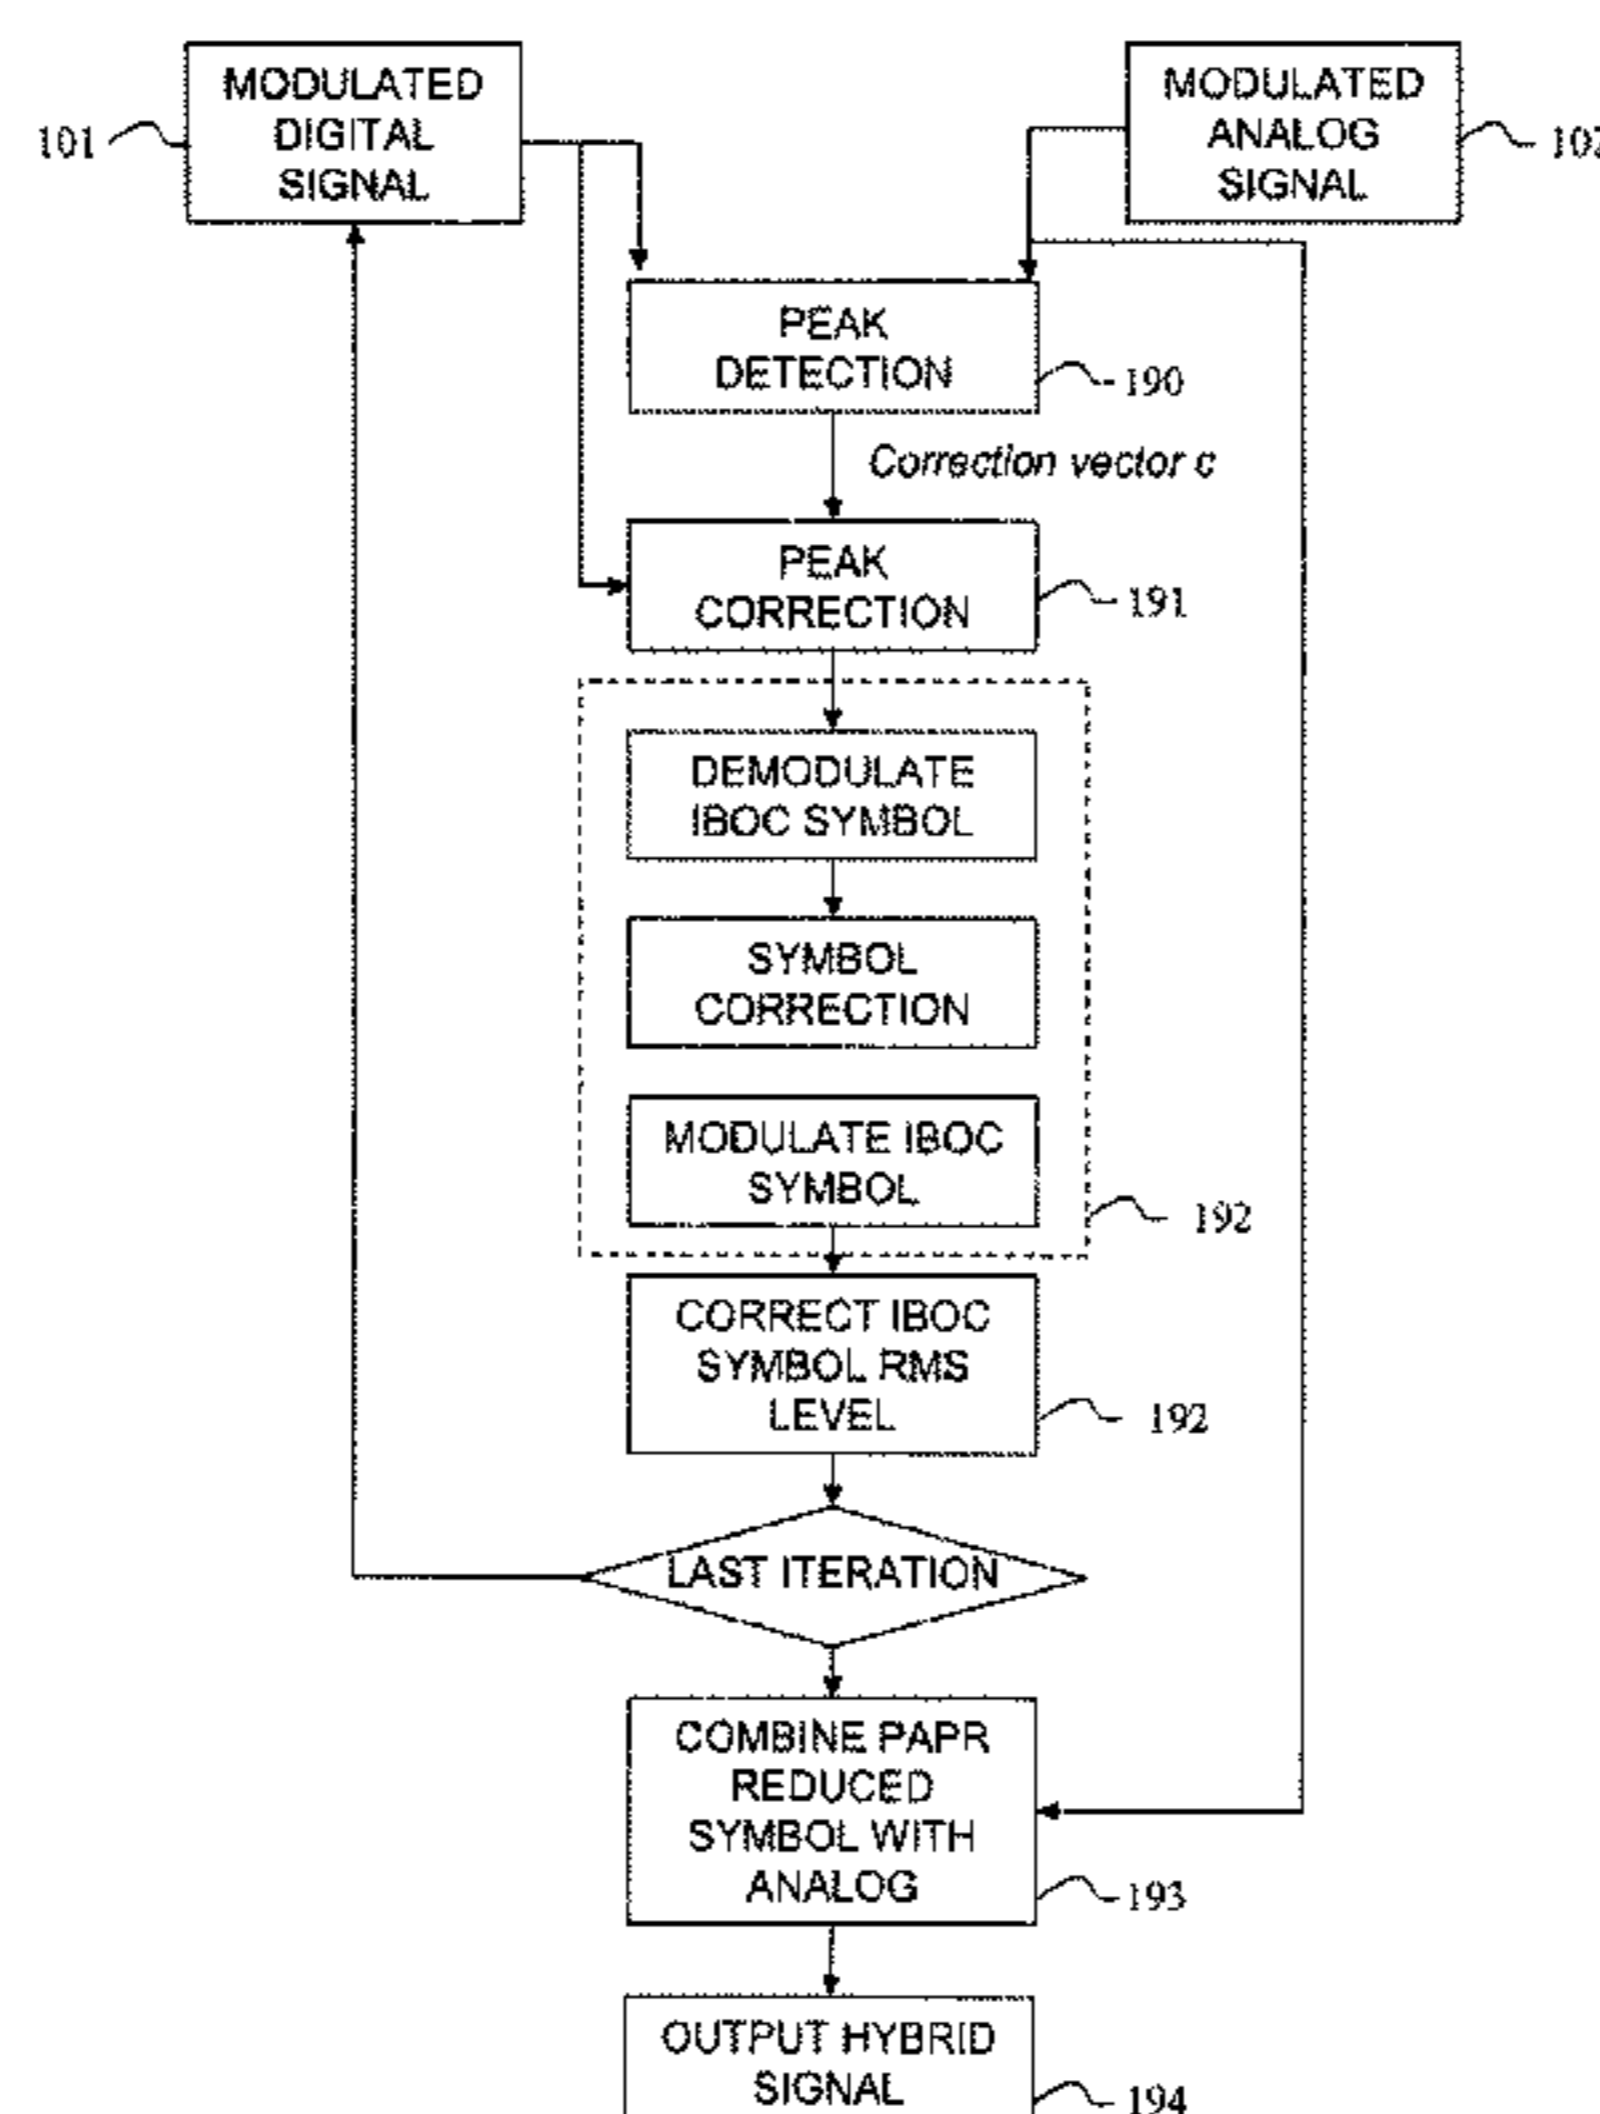 MODULATED
DIGITAL
SIGNAL
101
MODULATED
ANALOG
SIGNAL
PEAK
DETECTION
190
Correction vector c
PEAK
CORRECTION
191
DEMODULATE
IBOC SYMBOL
SYMBOL
CORRECTION
MODULATE IBOC
SYMBOL
192
CORRECT IBOC
SYMBOL RMS
LEVEL
192
LAST ITERATION
COMBINE PAPR
REDUCED
SYMBOL WITH
ANALOG
193
OUTPUT HYBRID
SIGNAL
194